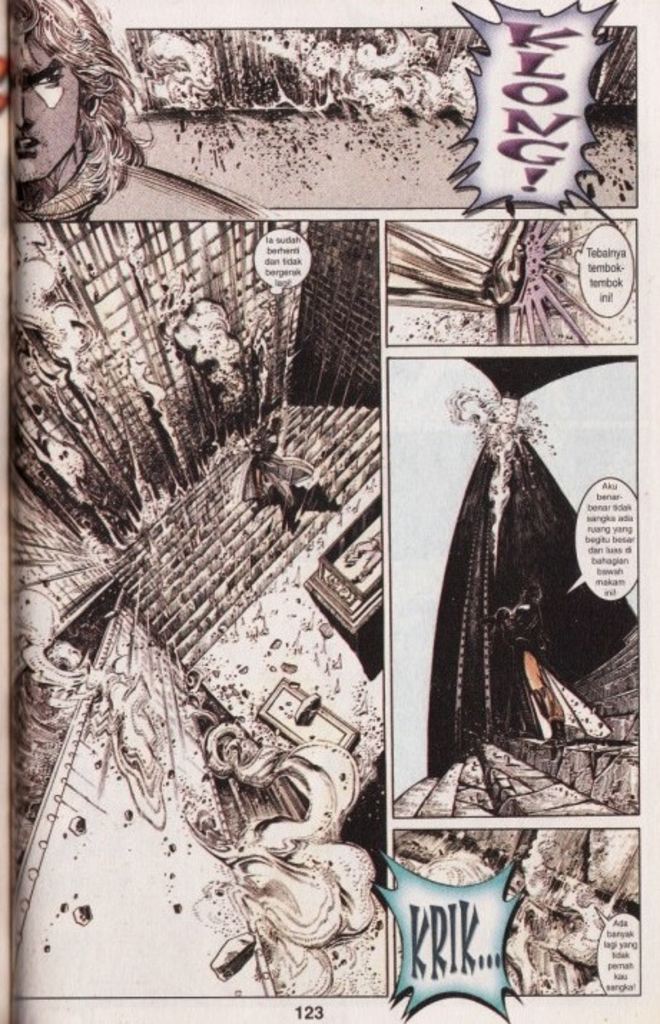 KLONG!
Ia sudah
berhenti
dan tidak
bergerak
lagi!
Tebalnya
tembok-
tembok
ini!
Aku
benar-
benar tidak
sangka ada
ruang yang
begitu besar
dan luas di
bahagian
bawah
makam
ini!
KRIK...
Ada
banyak
lagi yang
tidak
pernah
kau
sangka!
123